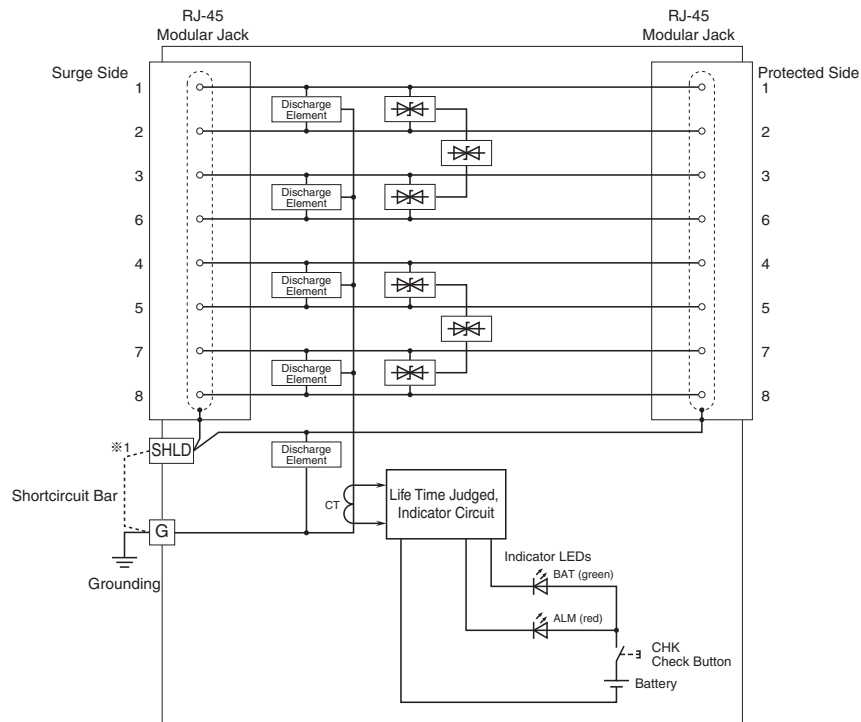 RJ-45
Modular Jack
RJ-45
Modular Jack
Surge Side
Protected Side
1
Discharge
Element
1
2
2
3
Discharge
Element
3
6
6
4
Discharge
Element
4
5
5
7
Discharge
Element
7
8
8
※1
SHLD
Discharge
Element
Shortcircuit Bar
CT
Life Time Judged,
Indicator Circuit
G
Grounding
Indicator LEDs
BAT (green)
ALM (red)
CHK
Check Button
Battery